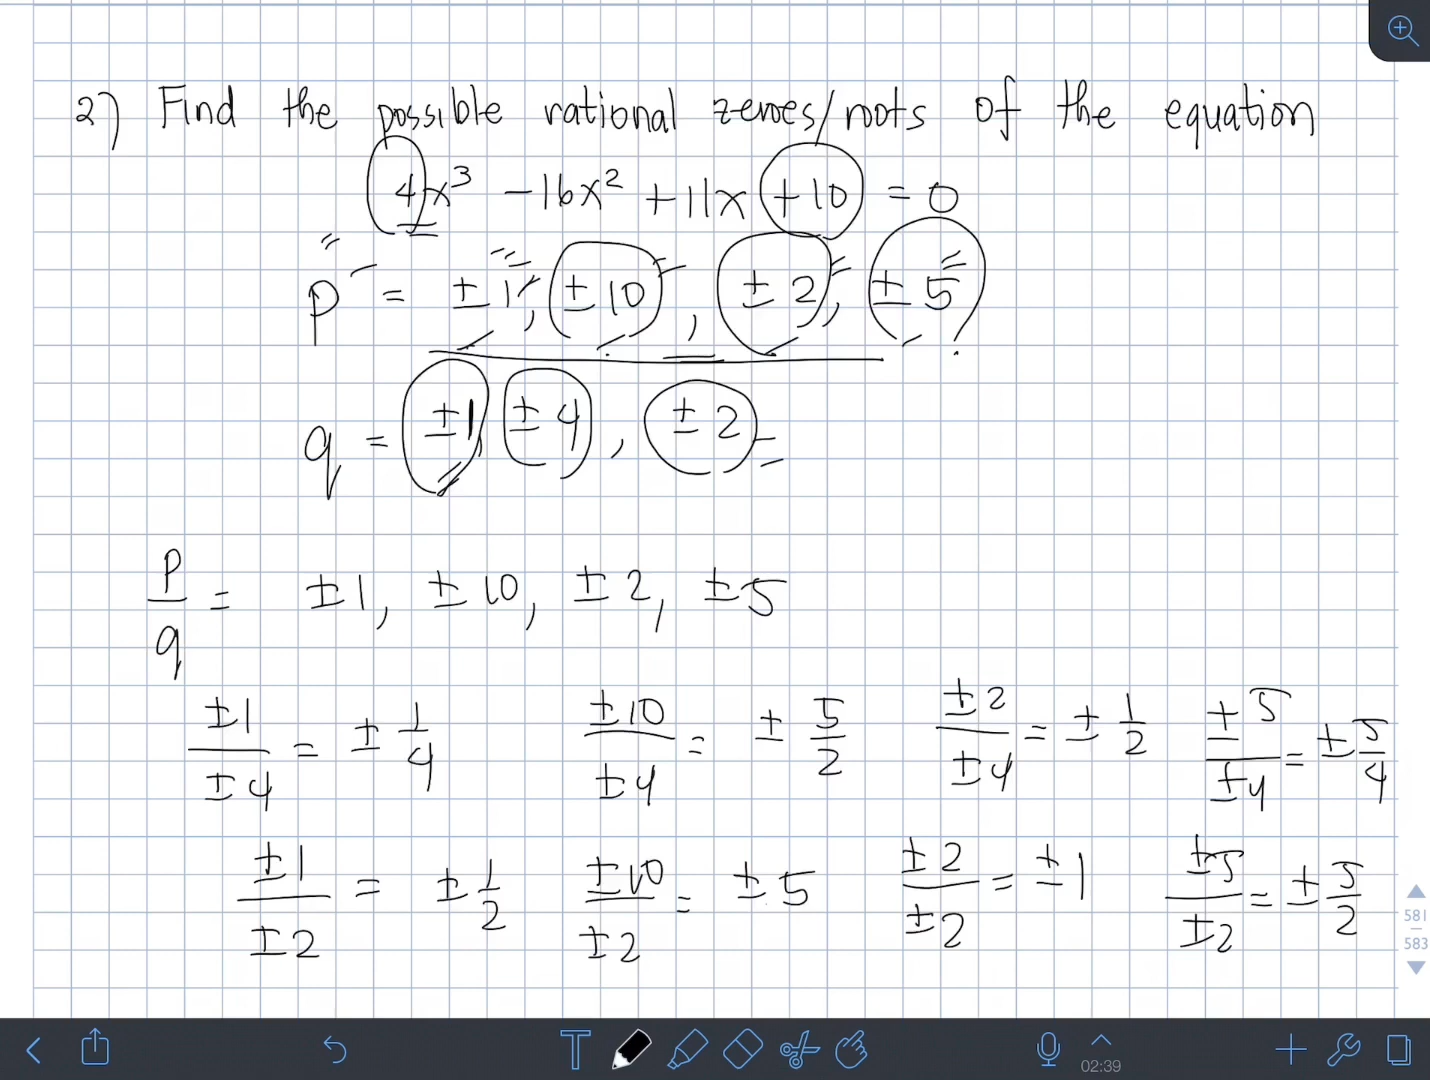 2) Find the possible rational zeroes/roots of the equation
4x³ - 16x² + 11x + 10 = 0
p = ± 1, ± 10, ± 2, ± 5
q = ±1, ± 4, ± 2
p/q = ±1, ± 10, ± 2, ± 5
±1/±4 = ± 1/4 ±10/±4 = ± 5/2 ±2/±4 = ± 1/2 ±5/±4 = ± 5/4
±1/±2 = ± 1/2 ±10/±2 = ± 5 ±2/±2 = ±1 ±5/±2 = ± 5/2
581
583
T
02:39